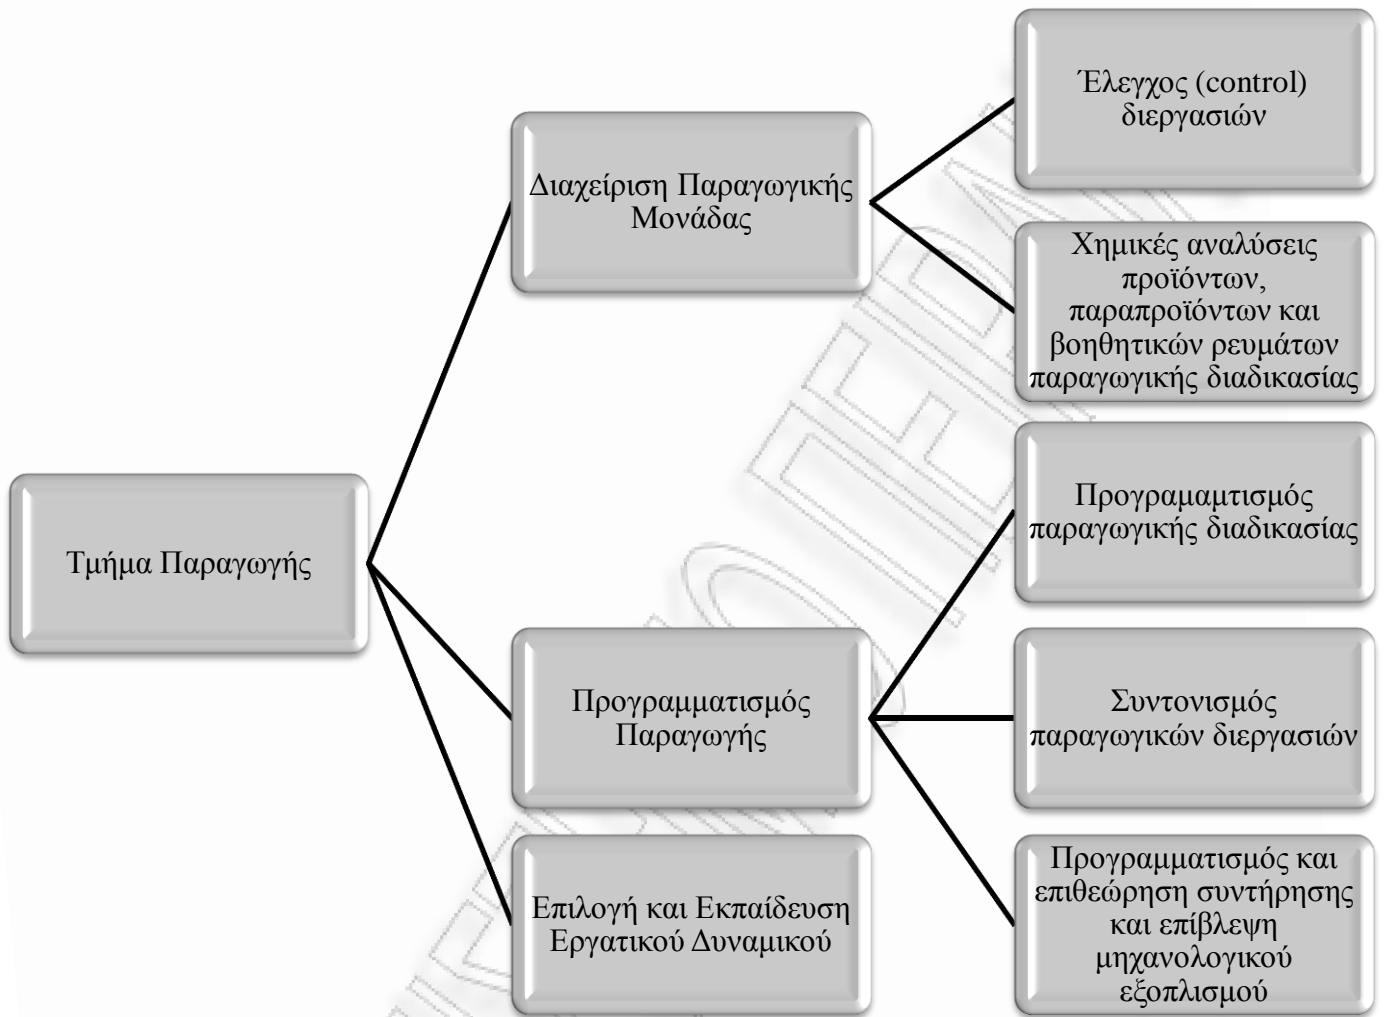 Τμήμα Παραγωγής
Διαχείριση Παραγωγικής
Μονάδας
Έλεγχος (control)
διεργασιών
Χημικές αναλύσεις
προϊόντων,
παραπροϊόντων και
βοηθητικών ρευμάτων
παραγωγικής διαδικασίας
Προγραμματισμός
Παραγωγής
Προγραμαμτισμός
παραγωγικής διαδικασίας
Συντονισμός
παραγωγικών διεργασιών
Προγραμματισμός και
επιθεώρηση συντήρησης
και επίβλεψη
μηχανολογικού
εξοπλισμού
Επιλογή και Εκπαίδευση
Εργατικού Δυναμικού